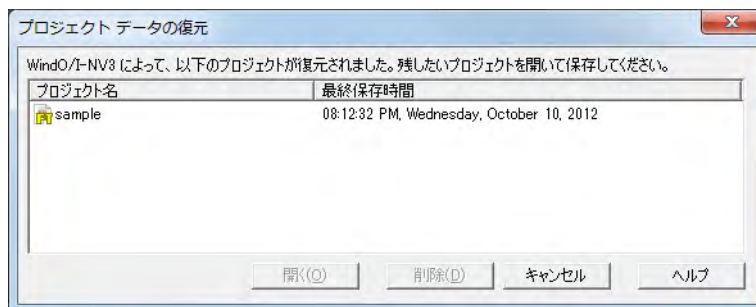 プロジェクト データの復元
WindO/I-NV3 によって、以下のプロジェクトが復元されました。残したいプロジェクトを開いて保存してください。
プロジェクト名 最終保存時間
sample 08:12:32 PM, Wednesday, October 10, 2012
開く(O) 削除(D) キャンセル ヘルプ